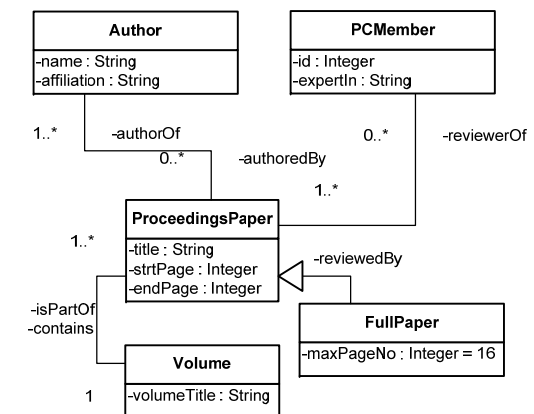 Author
-name : String
-affiliation : String
PCMember
-id : Integer
-expertIn : String
1..*
-authorOf
0..*
-authoredBy
0..*
-reviewerOf
1..*
ProceedingsPaper
-title : String
-strtPage : Integer
-endPage : Integer
1..*
-reviewedBy
-isPartOf
-contains
FullPaper
-maxPageNo : Integer = 16
Volume
-volumeTitle : String
1